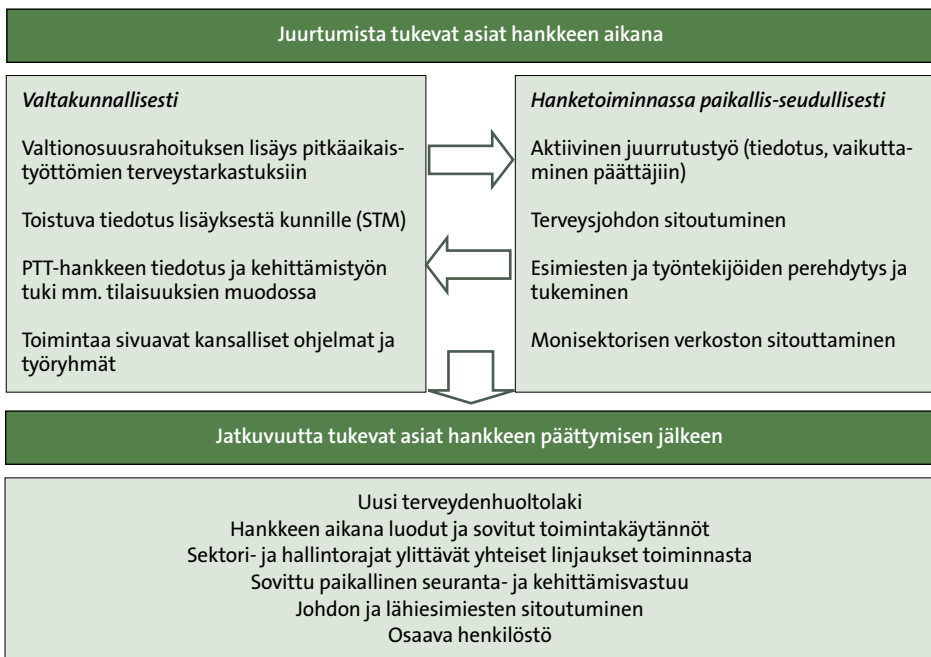 Juurtumista tukevat asiat hankkeen aikana
Valtakunnallisesti
Valtionosuusrahoituksen lisäys pitkäaikais-
työttömien terveystarkastuksiin
Toistuva tiedotus lisäyksestä kunnille (STM)
PTT-hankkeen tiedotus ja kehittämistyön
tuki mm. tilaisuuksien muodossa
Toimintaa sivuavat kansalliset ohjelmat ja
työryhmät
Hanketoiminnassa paikallis-seudullisesti
Aktiivinen juurrutustyö (tiedotus, vaikutta-
minen päättäjiin)
Terveysjohdon sitoutuminen
Esimiesten ja työntekijöiden perehdytys ja
tukeminen
Monisektorisen verkoston sitouttaminen
Jatkuvuutta tukevat asiat hankkeen päättymisen jälkeen
Uusi terveydenhuoltolaki
Hankkeen aikana luodut ja sovitut toimintakäytännöt
Sektori- ja hallintorajat ylittävät yhteiset linjaukset toiminnasta
Sovittu paikallinen seuranta- ja kehittämisvastuu
Johdon ja lähiesimiesten sitoutuminen
Osaava henkilöstö